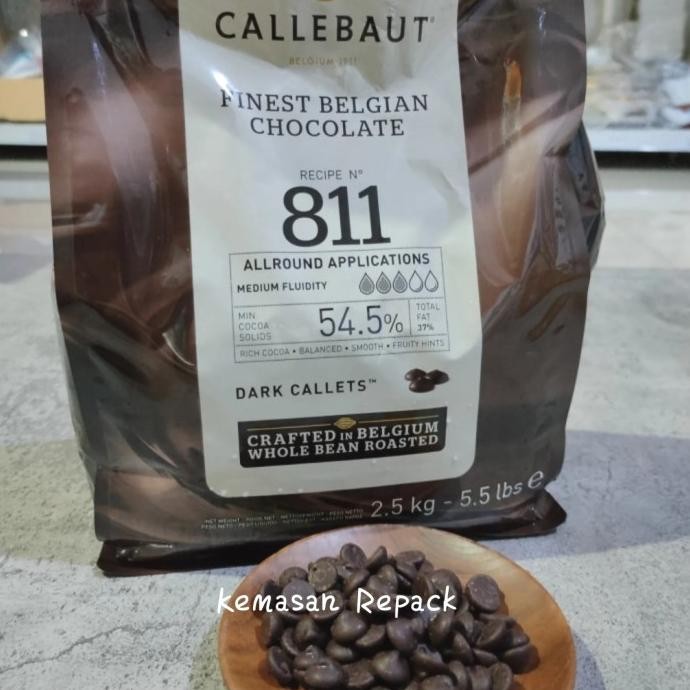 CALLEBAUT
BELGIUM 1911
FINEST BELGIAN
CHOCOLATE
RECIPE N°
811
ALLROUND APPLICATIONS
MEDIUM FLUIDITY
MIN
COCOA
SOLIDS
54.5%
TOTAL
FAT
37%
RICH COCOA • BALANCED • SMOOTH • FRUITY HINTS
DARK CALLETS™
CRAFTED IN BELGIUM
WHOLE BEAN ROASTED
2.5 kg - 5.5 lbs e
Kemasan Repack